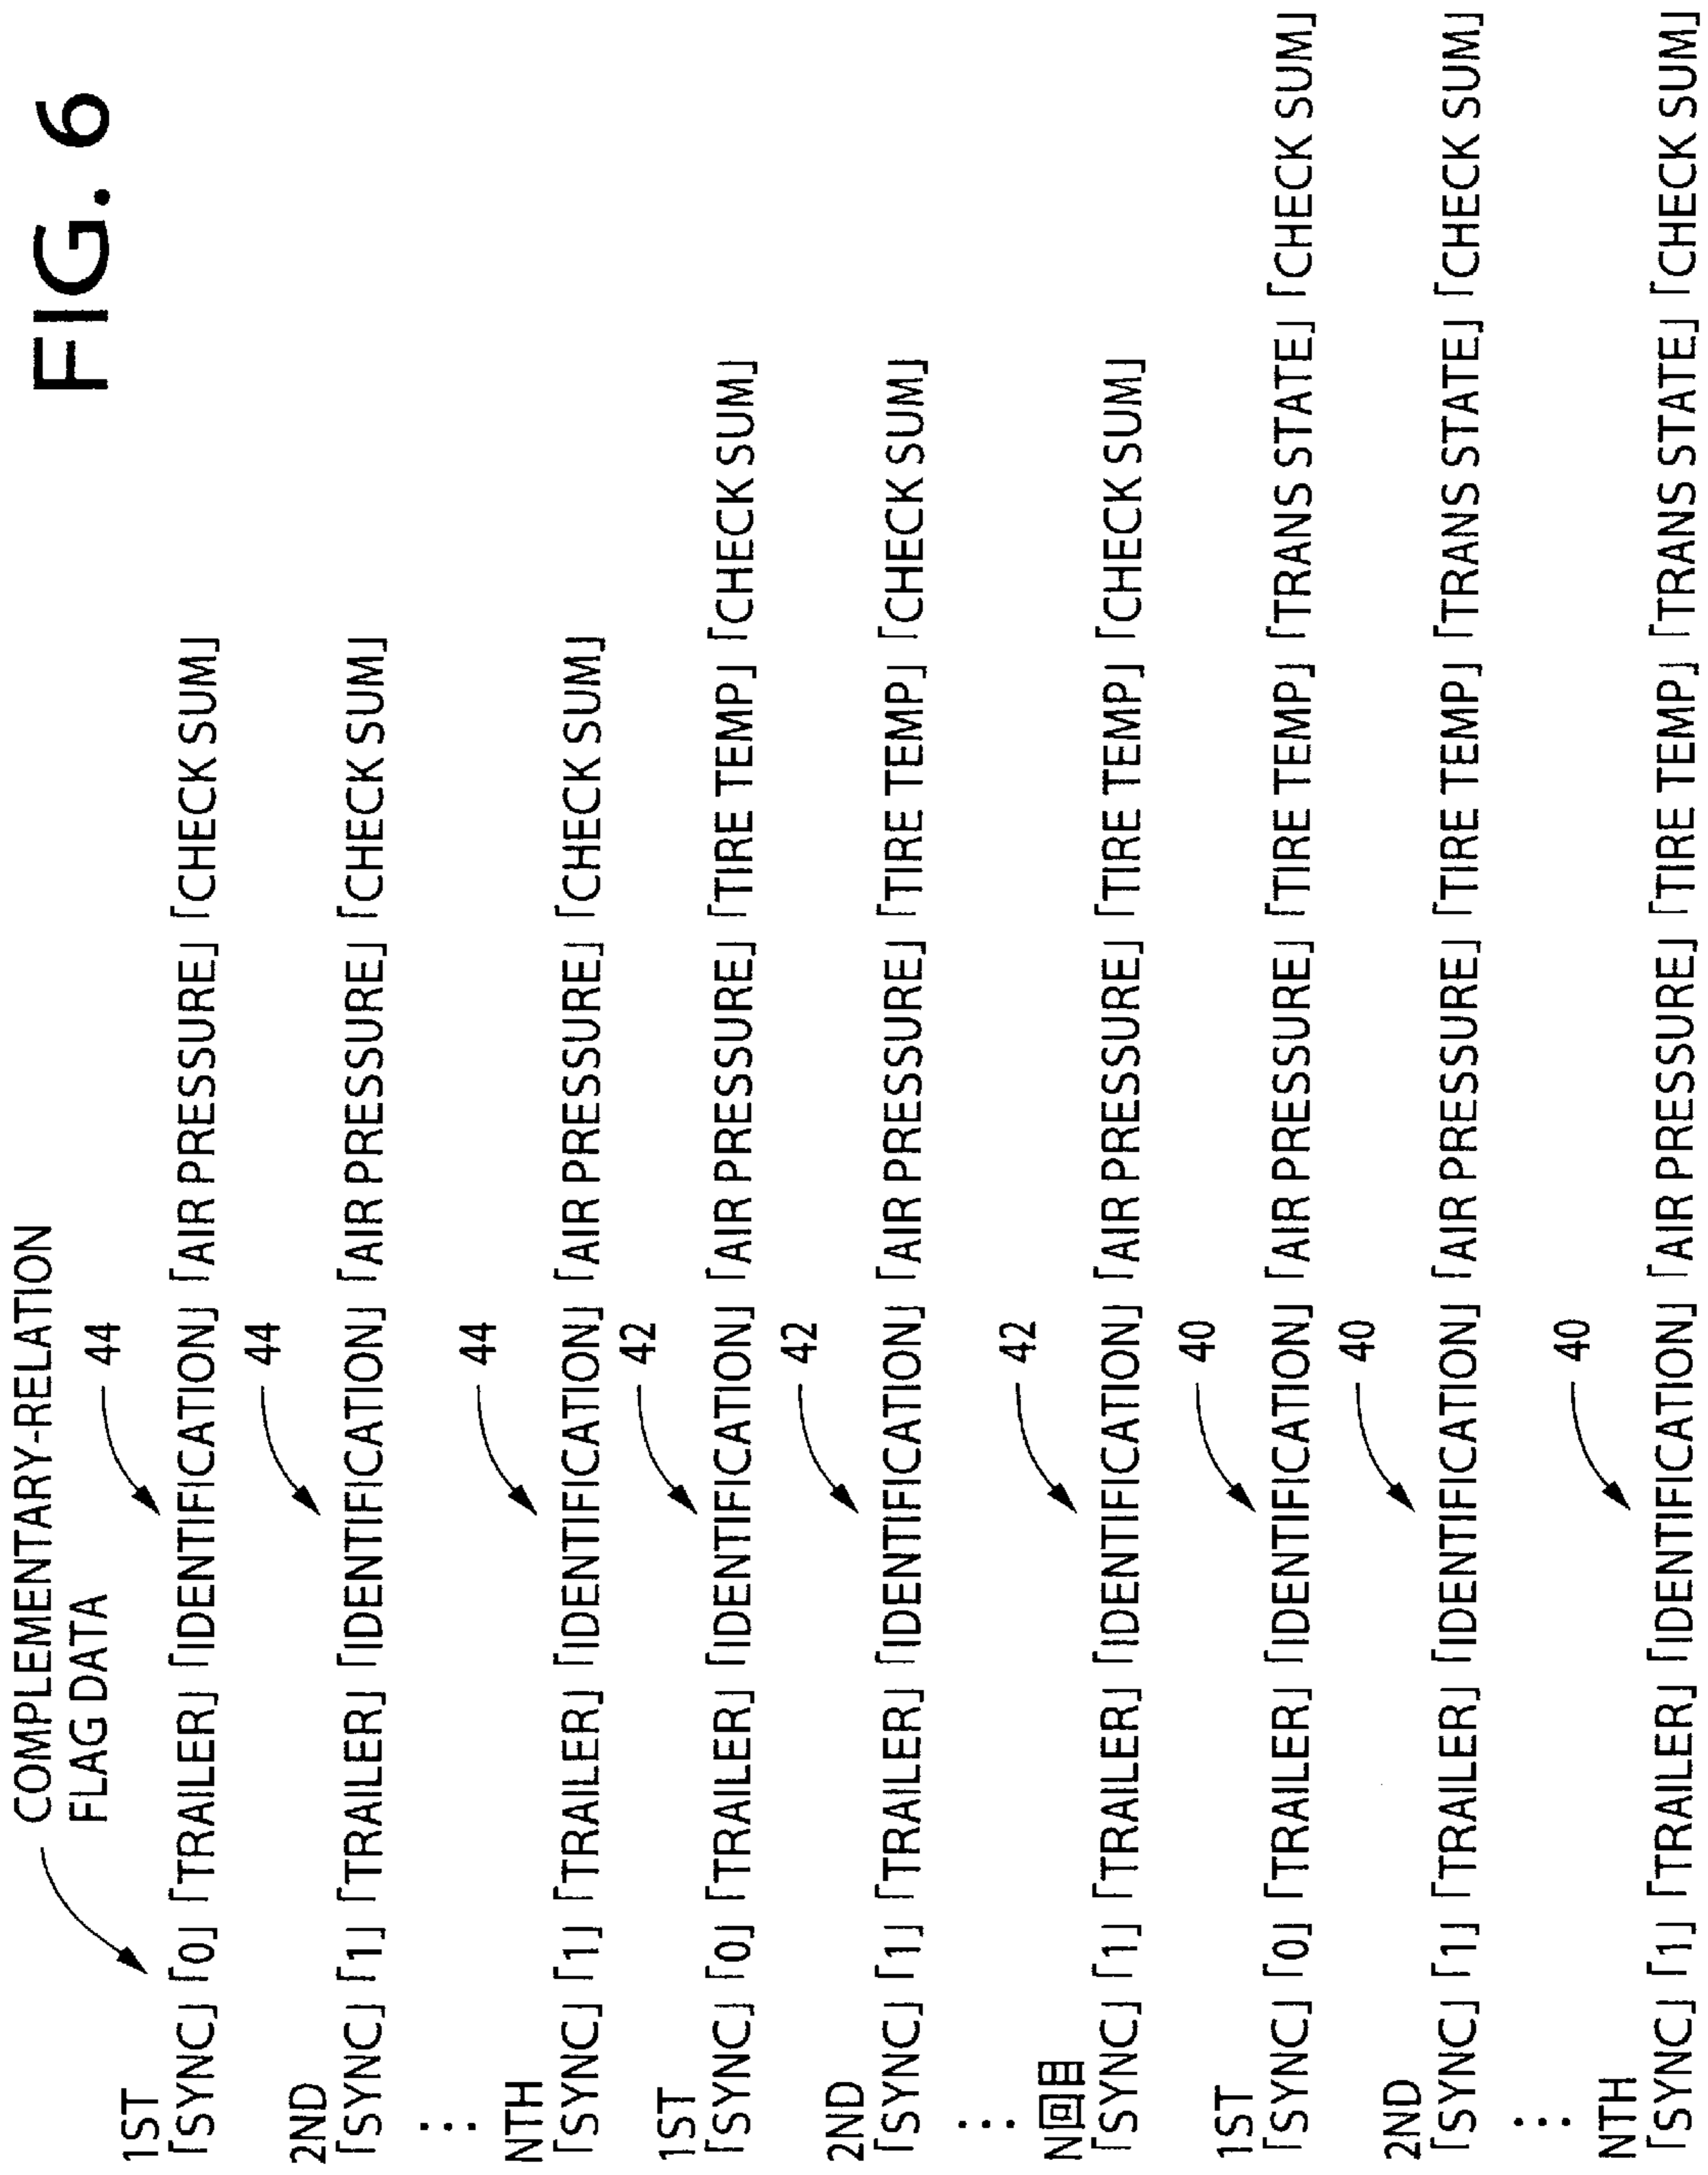 FIG. 6
COMPLEMENTARY-RELATION
FLAG DATA
1ST
44
「SYNC」「0」「TRAILER」「IDENTIFICATION」「AIR PRESSURE」「CHECK SUM」
2ND
44
「SYNC」「1」「TRAILER」「IDENTIFICATION」「AIR PRESSURE」「CHECK SUM」
⋮
NTH
44
「SYNC」「1」「TRAILER」「IDENTIFICATION」「AIR PRESSURE」「CHECK SUM」
1ST
42
「SYNC」「0」「TRAILER」「IDENTIFICATION」「AIR PRESSURE」「TIRE TEMP」「CHECK SUM」
2ND
42
「SYNC」「1」「TRAILER」「IDENTIFICATION」「AIR PRESSURE」「TIRE TEMP」「CHECK SUM」
⋮
N回目
42
「SYNC」「1」「TRAILER」「IDENTIFICATION」「AIR PRESSURE」「TIRE TEMP」「CHECK SUM」
1ST
40
「SYNC」「0」「TRAILER」「IDENTIFICATION」「AIR PRESSURE」「TIRE TEMP」「TRANS STATE」「CHECK SUM」
2ND
40
「SYNC」「1」「TRAILER」「IDENTIFICATION」「AIR PRESSURE」「TIRE TEMP」「TRANS STATE」「CHECK SUM」
⋮
NTH
40
「SYNC」「1」「TRAILER」「IDENTIFICATION」「AIR PRESSURE」「TIRE TEMP」「TRANS STATE」「CHECK SUM」